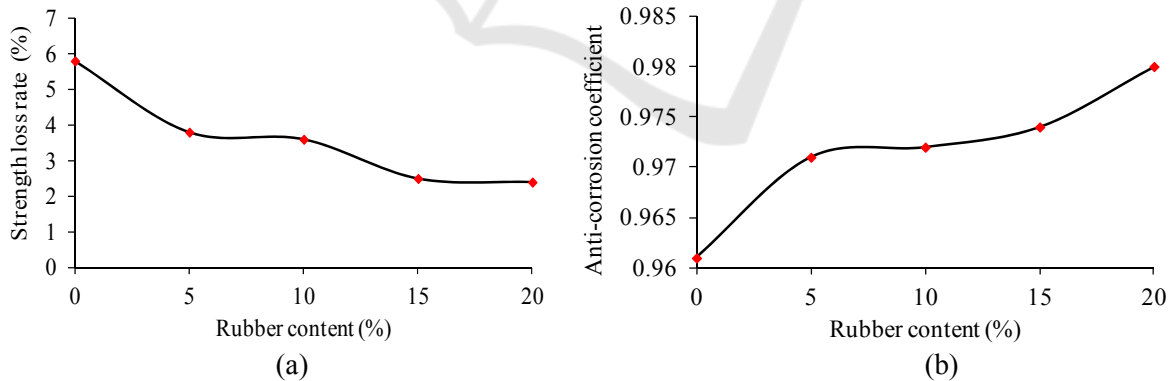 7
6
5
4
3
2
1
0
Strength loss rate (%)
0 5 10 15 20
Rubber content (%)
(a)
0.985
0.98
0.975
0.97
0.965
0.96
Anti-corrosion coefficient
0 5 10 15 20
Rubber content (%)
(b)